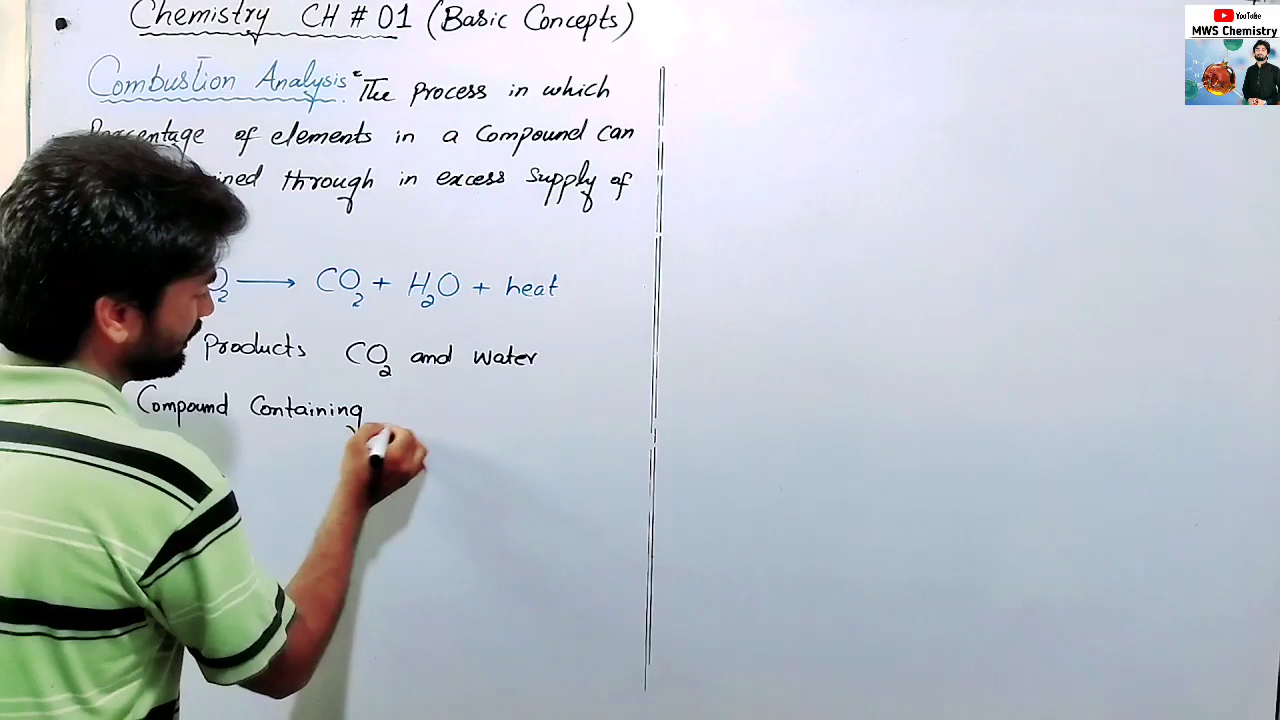 Chemistry CH # 01 (Basic Concepts)
Combustion Analysis: The Process in which
Percentage of elements in a Compound can
through in excess supply of
O2 → CO2 + H2O + heat
Products CO2 and water
Compound Containing
YouTube
MWS Chemistry